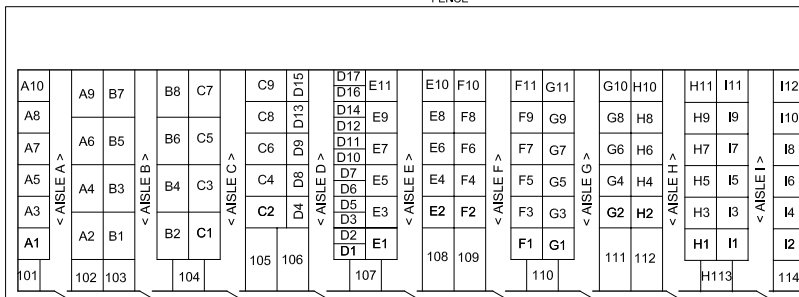 FENCE
A10 A9 B7 B8 C7 C9 D15 D17 D16 E11 E10 F10 F11 G11 G10 H10 H11 I11 I12
A8 C8 D13 D14 D12 E9 E8 F8 F9 G9 G8 H8 H9 I9 I10
A7 A6 B5 B6 C5 C6 D9 D11 D10 E7 E6 F6 F7 G7 G6 H6 H7 I7 I8
A5 A4 B3 B4 C3 C4 D8 D7 D6 E5 E4 F4 F5 G5 G4 H4 H5 I5 I6
A3 C2 D4 D5 D3 E3 E2 F2 F3 G3 G2 H2 H3 I3 I4
A1 A2 B1 B2 C1 D2 D1 E1 F1 G1 H1 I1 I2
< AISLE A >
< AISLE B >
< AISLE C >
< AISLE D >
< AISLE E >
< AISLE F >
< AISLE G >
< AISLE H >
< AISLE I >
101 102 103 104 105 106 107 108 109 110 111 112 H113 114